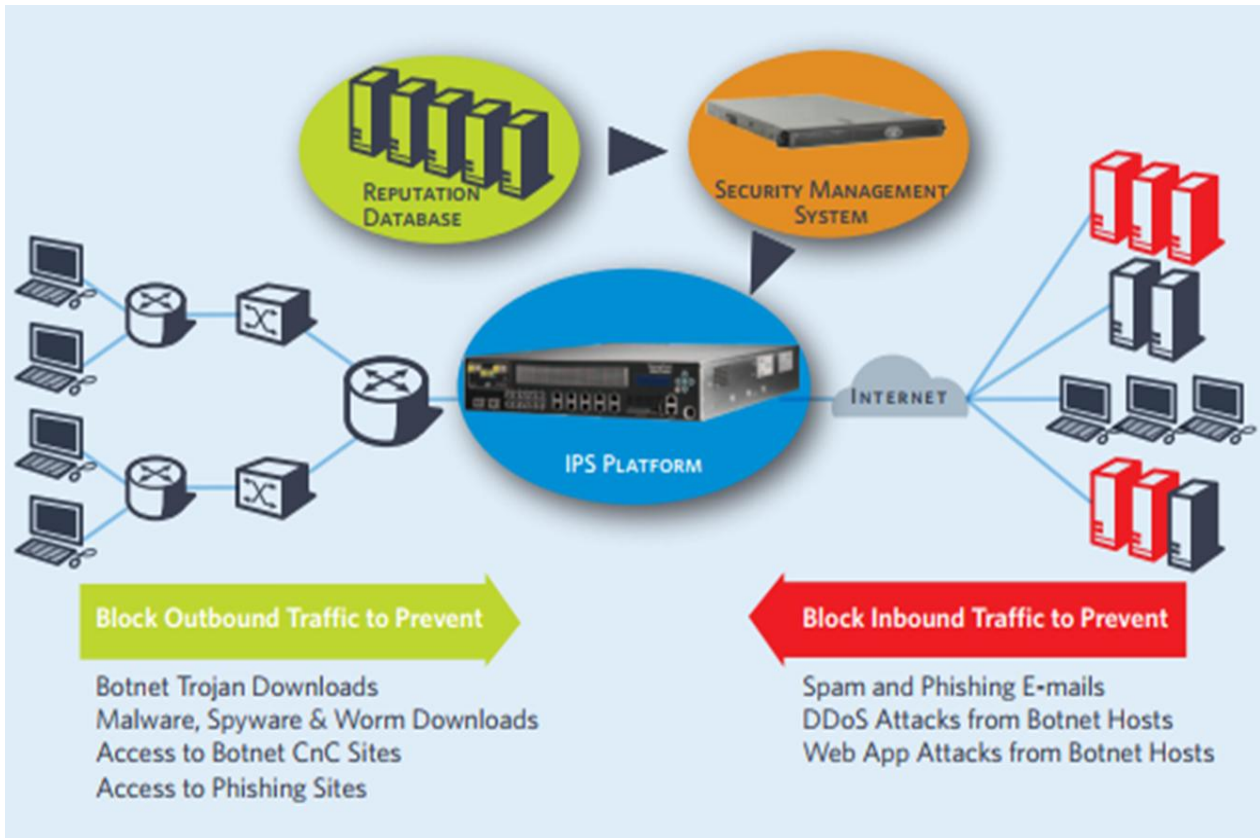 REPUTATION
DATABASE
SECURITY MANAGEMENT
SYSTEM
IPS PLATFORM
INTERNET
Block Outbound Traffic to Prevent
Botnet Trojan Downloads
Malware, Spyware & Worm Downloads
Access to Botnet CnC Sites
Access to Phishing Sites
Block Inbound Traffic to Prevent
Spam and Phishing E-mails
DDoS Attacks from Botnet Hosts
Web App Attacks from Botnet Hosts